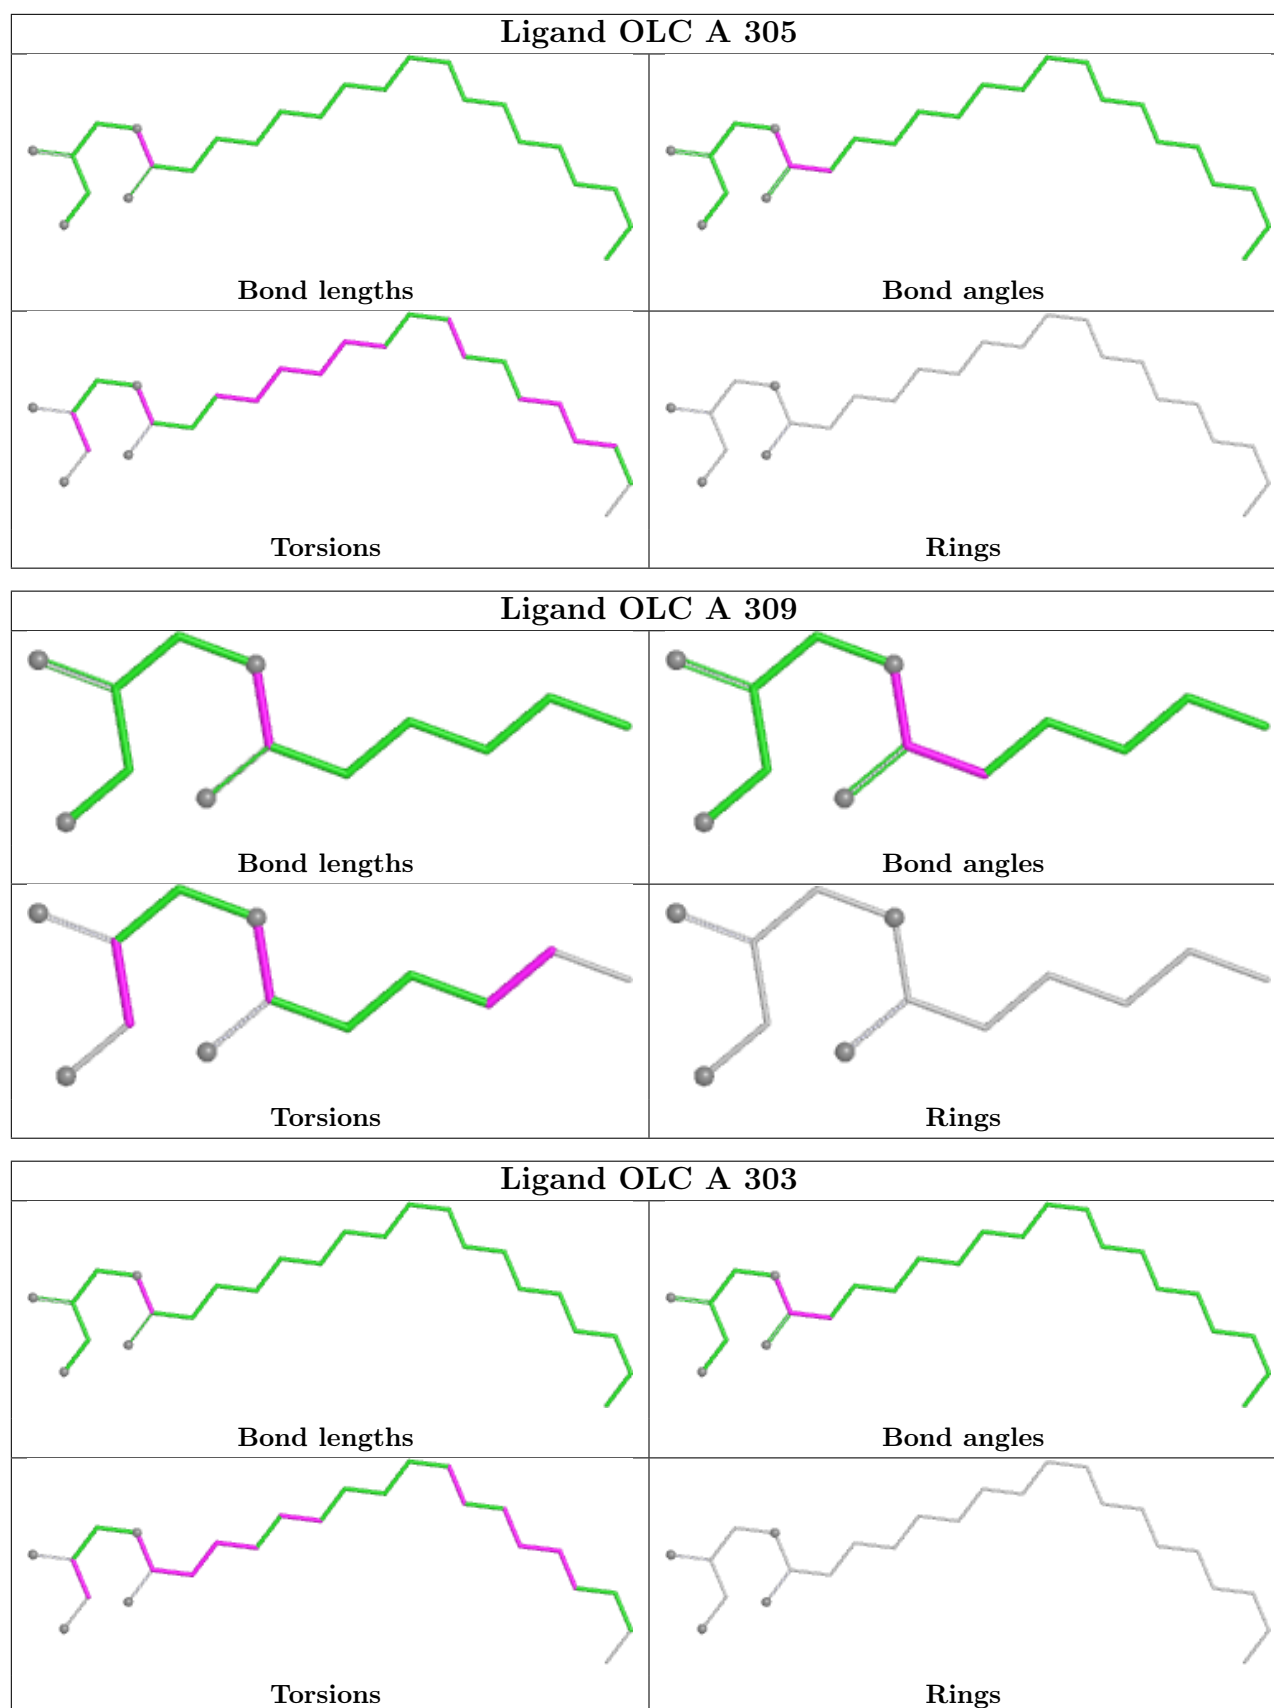 Ligand OLC A 305
Bond lengths
Bond angles
Torsions
Rings
Ligand OLC A 309
Bond lengths
Bond angles
Torsions
Rings
Ligand OLC A 303
Bond lengths
Bond angles
Torsions
Rings